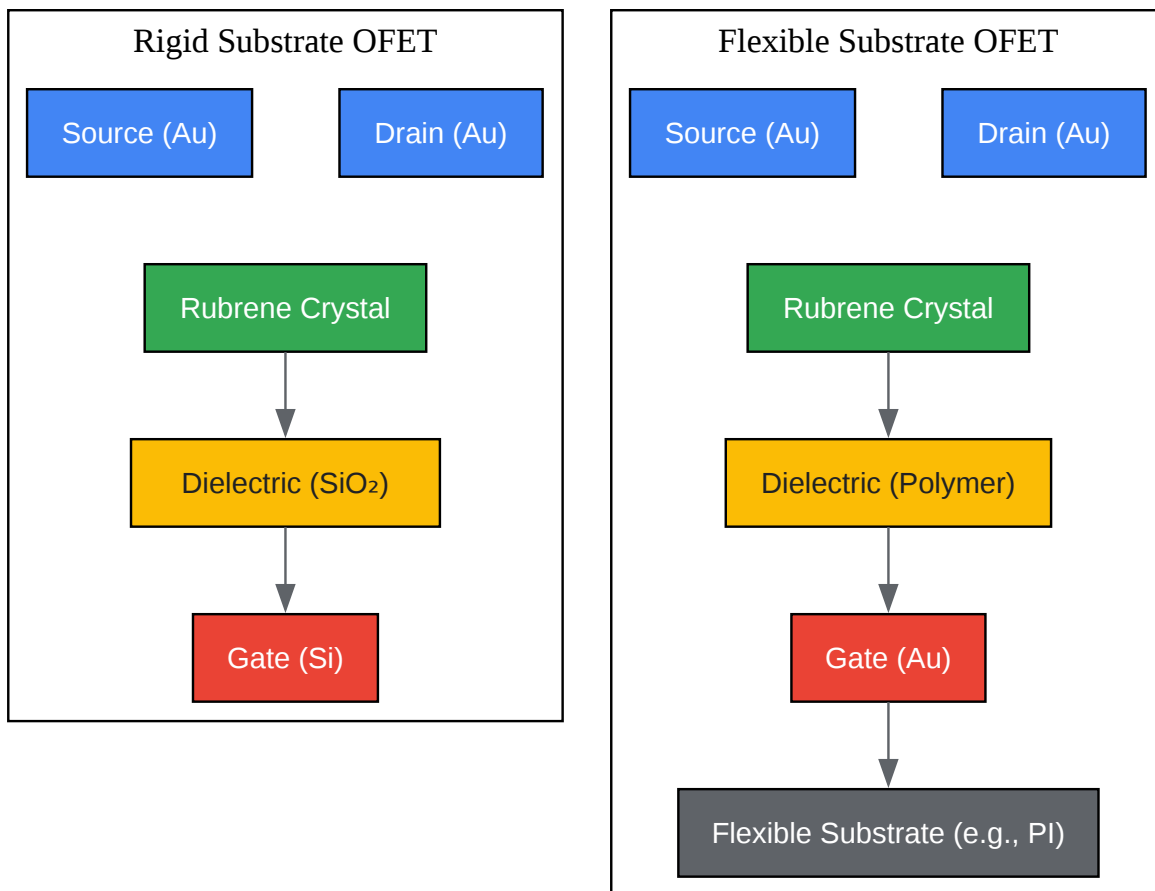 Rigid Substrate OFET
Source (Au)
Drain (Au)
Rubrene Crystal
Dielectric (SiO₂)
Gate (Si)
Flexible Substrate OFET
Source (Au)
Drain (Au)
Rubrene Crystal
Dielectric (Polymer)
Gate (Au)
Flexible Substrate (e.g., PI)